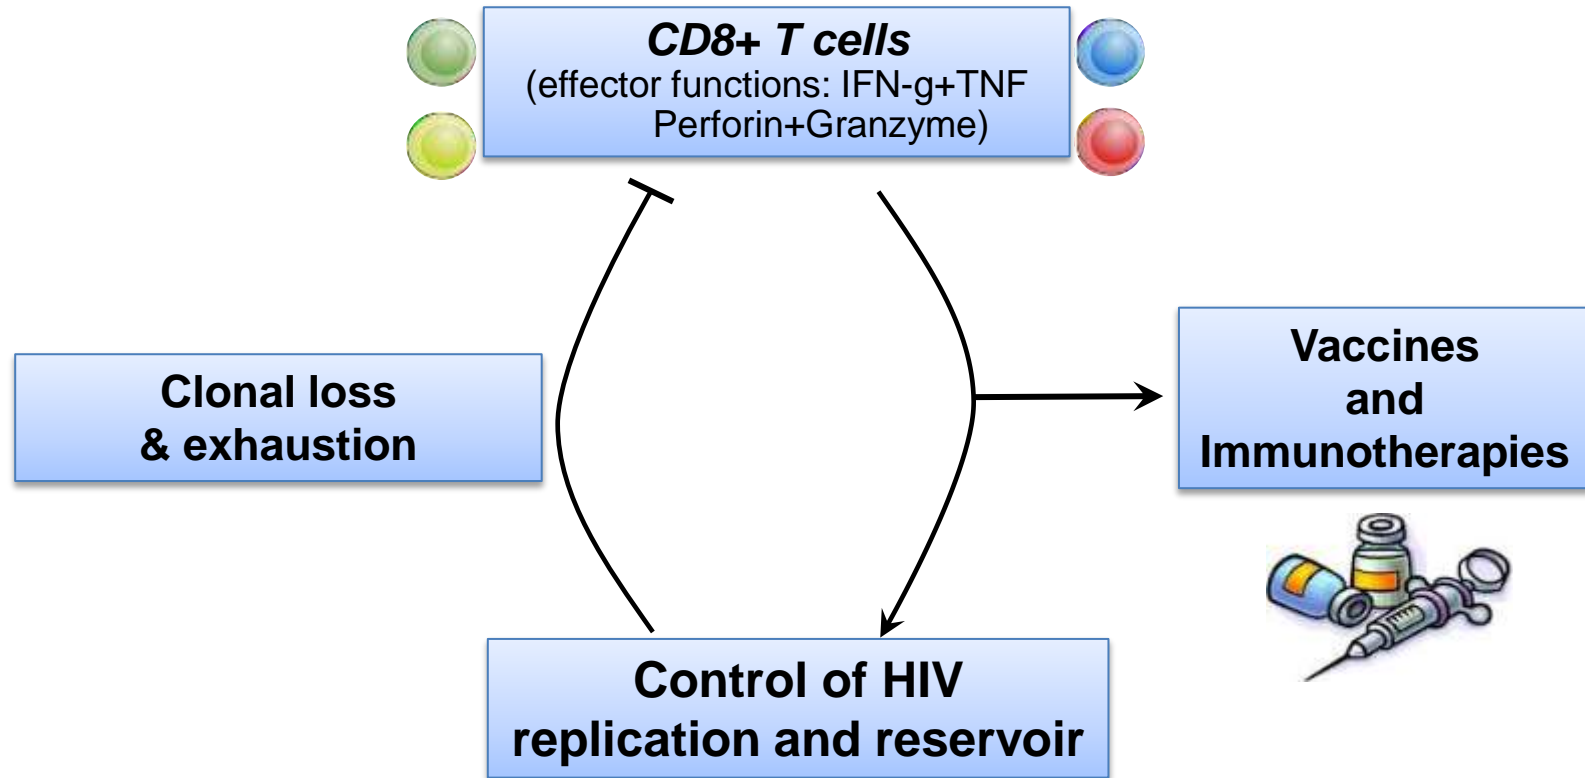 CD8+ T cells
(effector functions: IFN-g+TNF
Perforin+Granzyme)
Clonal loss
& exhaustion
Vaccines
and
Immunotherapies
Control of HIV
replication and reservoir